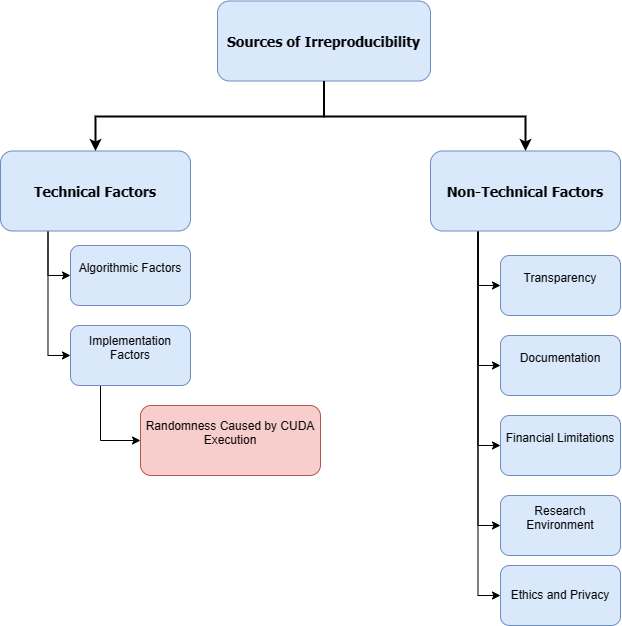 Sources of Irreproducibility
Technical Factors
Non-Technical Factors
Algorithmic Factors
Implementation
Factors
Randomness Caused by CUDA
Execution
Transparency
Documentation
Financial Limitations
Research
Environment
Ethics and Privacy